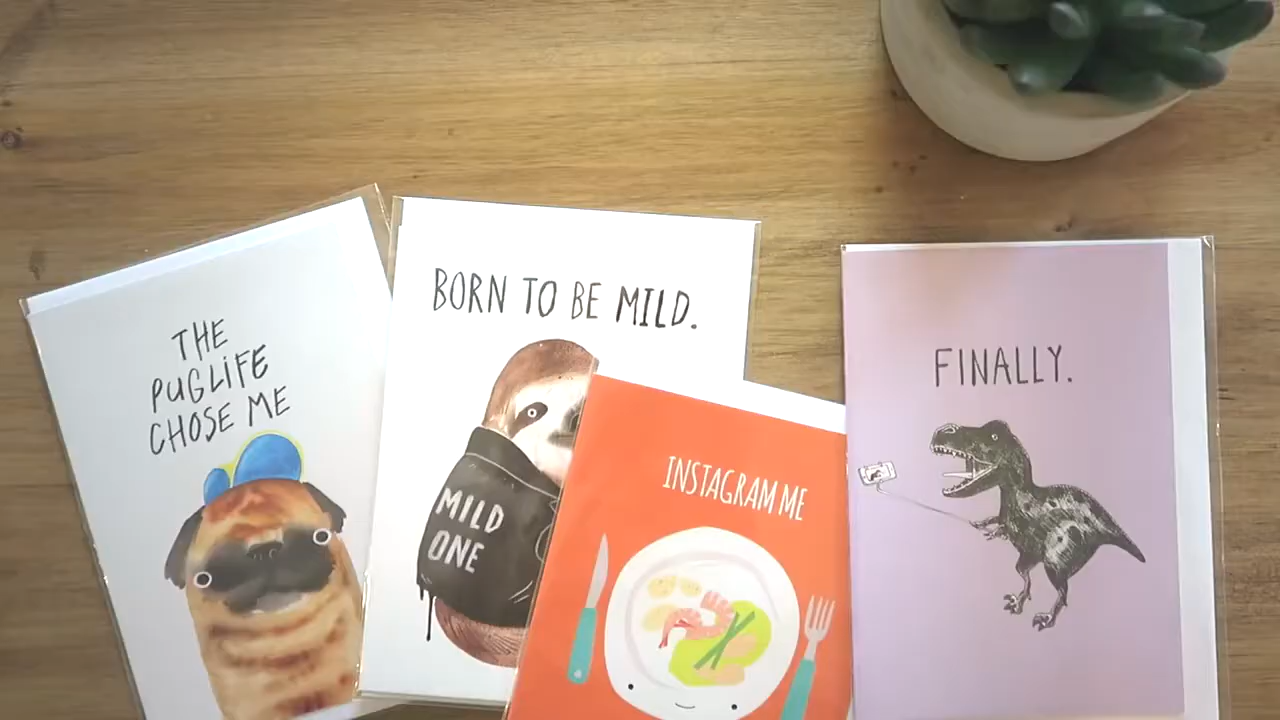 THE
PUGLIFE
CHOSE ME
BORN TO BE MILD.
MILD
ONE
INSTAGRAM ME
FINALLY.